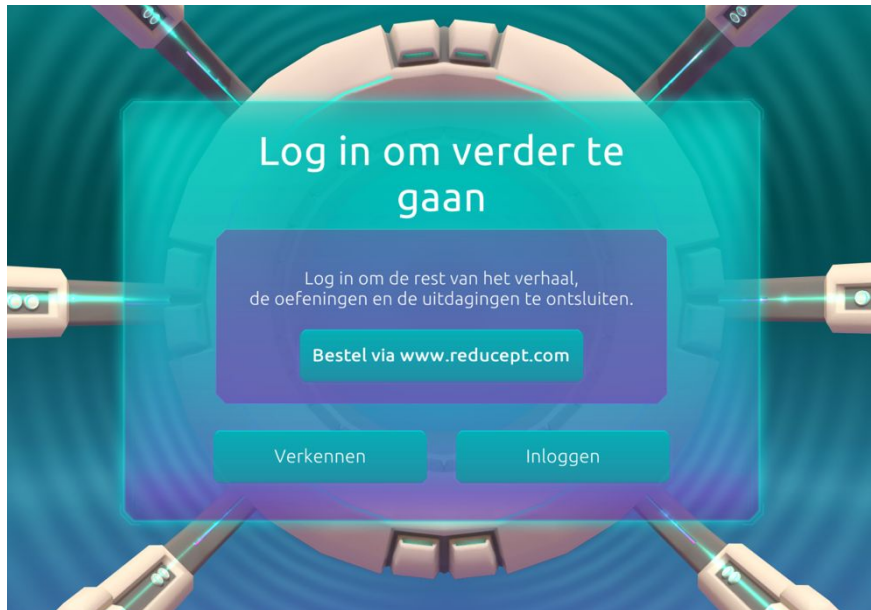 Log in om verder te
gaan
Log in om de rest van het verhaal,
de oefeningen en de uitdagingen te ontsluiten.
Bestel via www.reducept.com
Verkennen
Inloggen